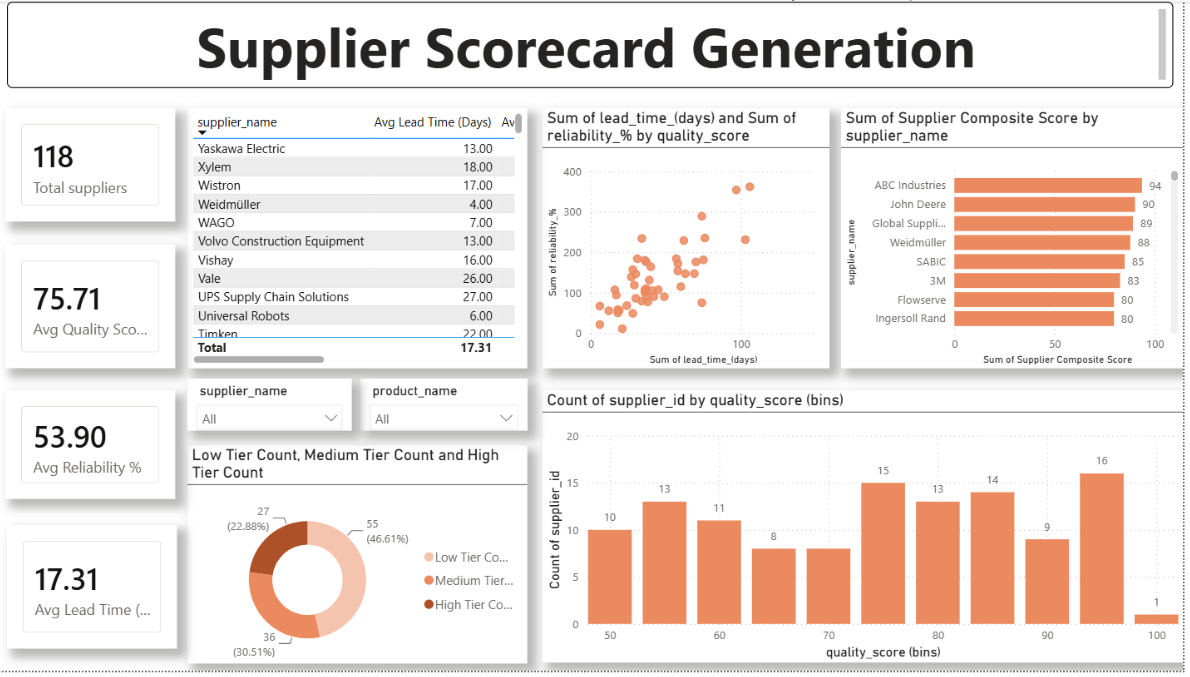 Supplier Scorecard Generation
118
Total suppliers
75.71
Avg Quality Sco...
53.90
Avg Reliability %
17.31
Avg Lead Time (...
supplier_name Avg Lead Time (Days) Av
Yaskawa Electric 13.00
Xylem 18.00
Wistron 17.00
Weidmüller 4.00
WAGO 7.00
Volvo Construction Equipment 13.00
Vishay 16.00
Vale 26.00
UPS Supply Chain Solutions 27.00
Universal Robots 6.00
Timken 22.00
Total 17.31
supplier_name
All
product_name
All
Low Tier Count, Medium Tier Count and High
Tier Count
27
(22.88%)
55
(46.61%)
36
(30.51%)
Low Tier Co...
Medium Tier...
High Tier Co...
Sum of lead_time_(days) and Sum of
reliability_% by quality_score
Sum of reliability_%
400
300
200
100
0
0 100
Sum of lead_time_(days)
Sum of Supplier Composite Score by
supplier_name
supplier_name
ABC Industries 94
John Deere 90
Global Suppli... 89
Weidmüller 88
SABIC 85
3M 83
Flowserve 80
Ingersoll Rand 80
0 50 100
Sum of Supplier Composite Score
Count of supplier_id by quality_score (bins)
Count of supplier_id
20
15
10
5
0
10 13 11 8 15 13 14 9 16 1
50 60 70 80 90 100
quality_score (bins)